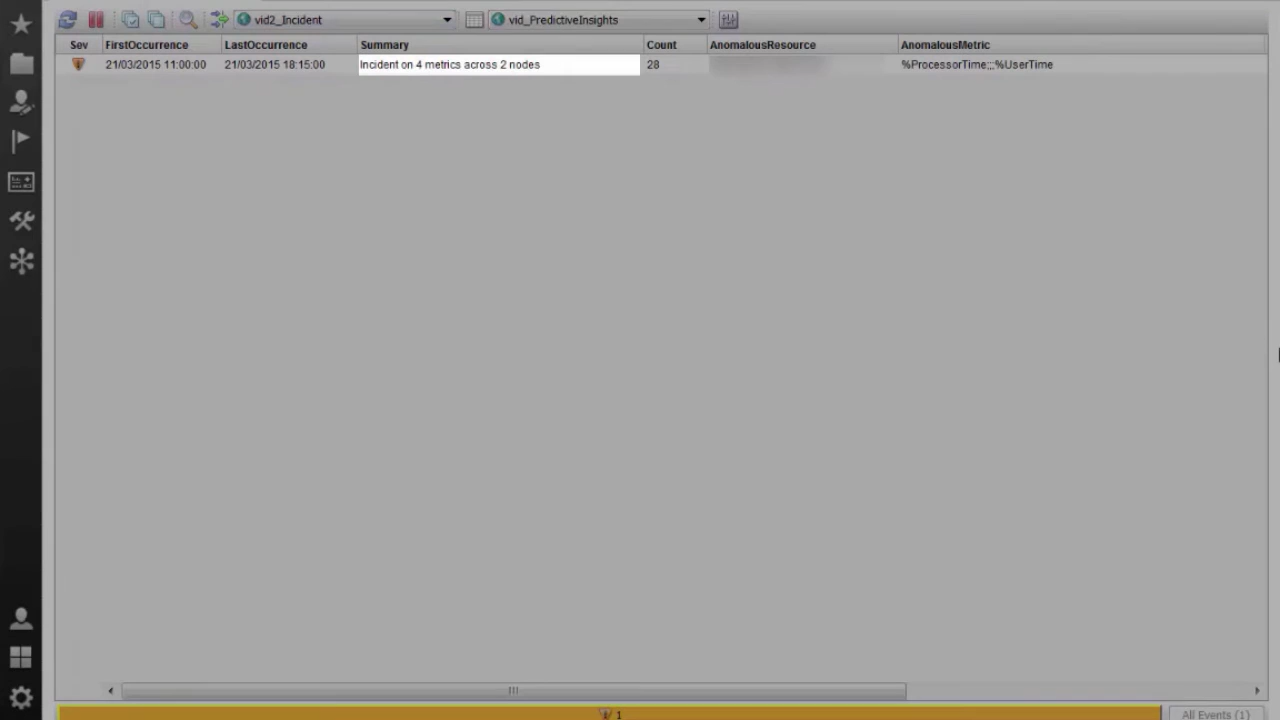 vid2_Incident vid_PredictiveInsights
Sev FirstOccurrence LastOccurrence Summary Count AnomalousResource AnomalousMetric
21/03/2015 11:00:00 21/03/2015 18:15:00 Incident on 4 metrics across 2 nodes 28 %ProcessorTime;;;%UserTime
1 All Events (1)